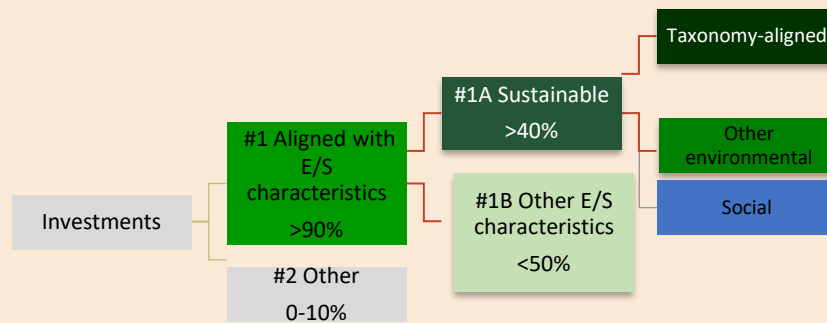 Investments
#1 Aligned with
E/S
characteristics
>90%
#2 Other
0-10%
#1A Sustainable
>40%
#1B Other E/S
characteristics
<50%
Taxonomy-aligned
Other
environmental
Social